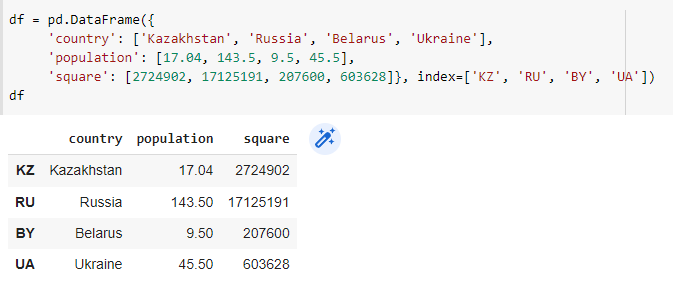 df = pd.DataFrame({
'country': ['Kazakhstan', 'Russia', 'Belarus', 'Ukraine'],
'population': [17.04, 143.5, 9.5, 45.5],
'square': [2724902, 17125191, 207600, 603628]}, index=['KZ', 'RU', 'BY', 'UA'])
df
country population square
KZ Kazakhstan 17.04 2724902
RU Russia 143.50 17125191
BY Belarus 9.50 207600
UA Ukraine 45.50 603628